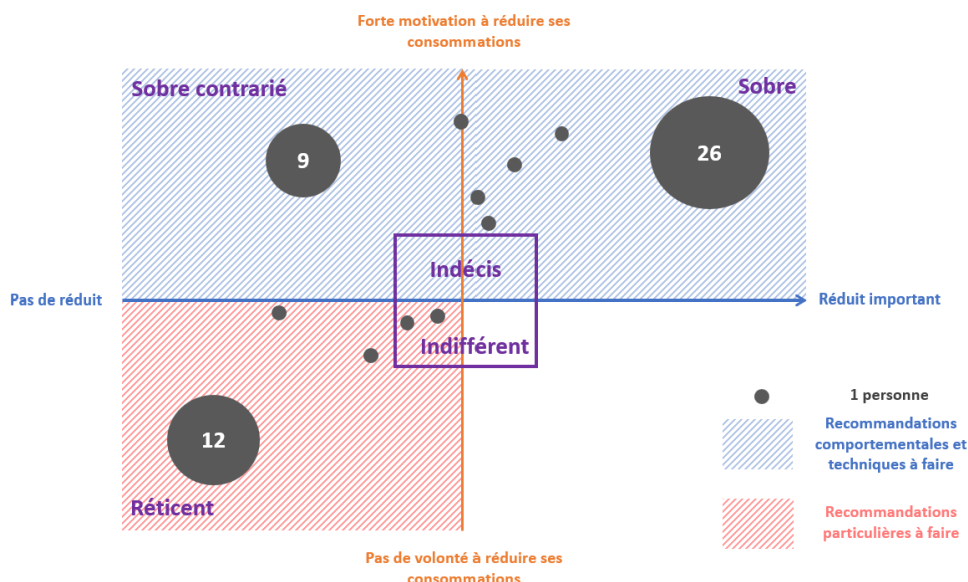 Forte motivation à réduire ses
consommations
Sobre contrarié
Sobre
9
26
Indécis
Pas de réduit
Réduit important
Indifférent
12
Réticent
1 personne
Recommandations
comportementales et
techniques à faire
Recommandations
particulières à faire
Pas de volonté à réduire ses
consommations